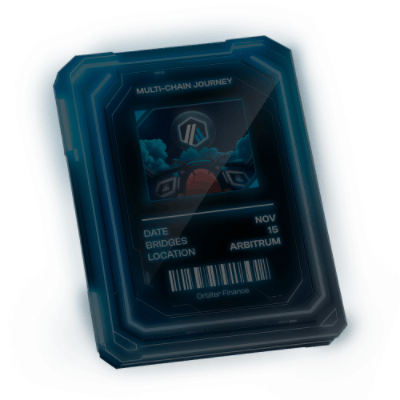 MULTI-CHAIN JOURNEY
DATE NOV
BRIDGES 15
LOCATION ARBITRUM
Orbiter Finance